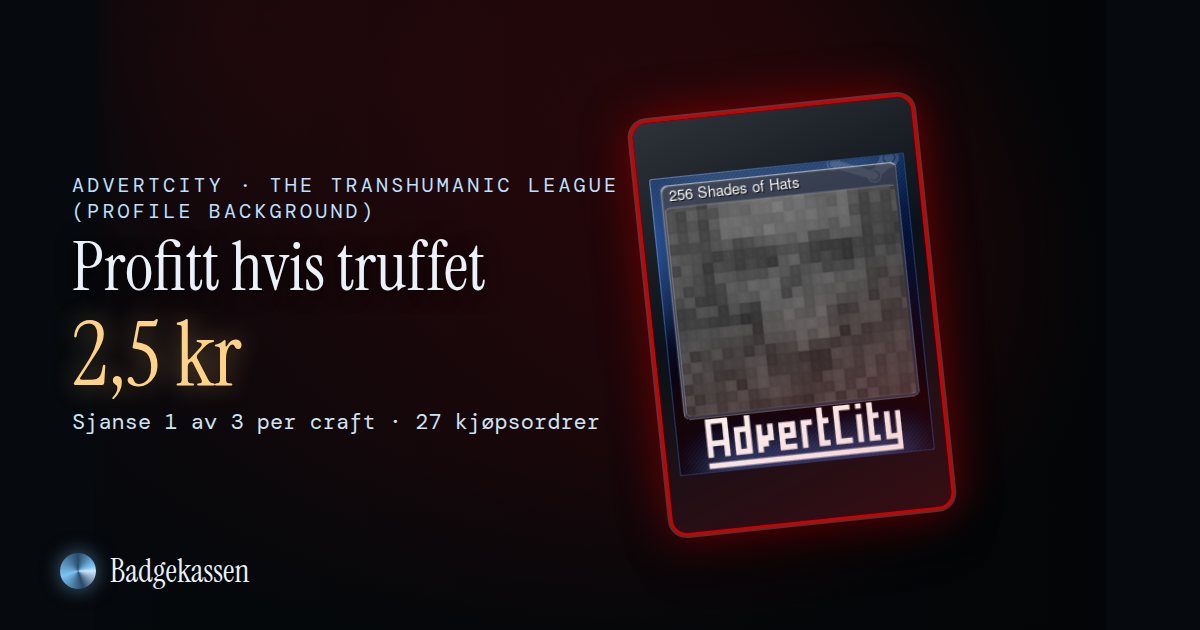 ADVERTCITY · THE TRANSHUMANIC LEAGUE
(PROFILE BACKGROUND)
Profitt hvis truffet
2,5 kr
Sjanse 1 av 3 per craft · 27 kjøpsordrer
Badgekassen
256 Shades of Hats
AdvertCity